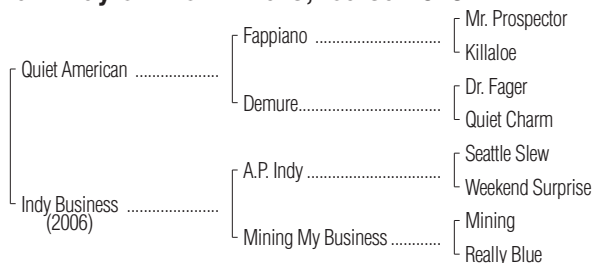 Mr. Prospector
Fappiano
Killaloe
Quiet American
Dr. Fager
Demure
Quiet Charm
Seattle Slew
A.P. Indy
Weekend Surprise
Indy Business
(2006)
Mining
Mining My Business
Really Blue